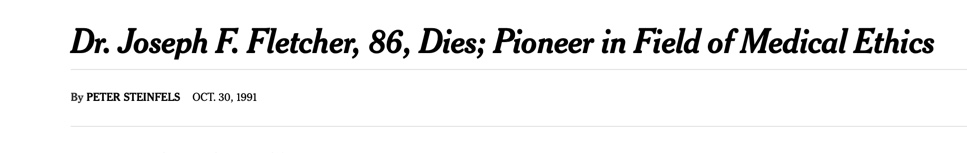 Dr. Joseph F. Fletcher, 86, Dies; Pioneer in Field of Medical Ethics
By PETER STEINFELS OCT. 30, 1991